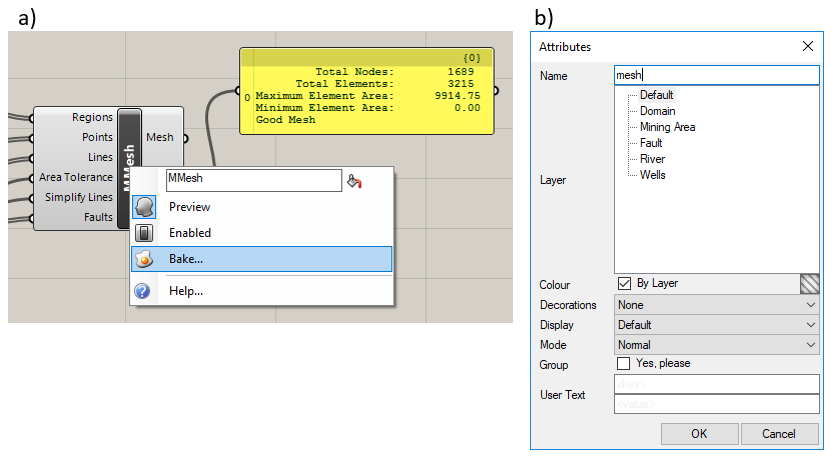 a)
{0}
Total Nodes: 1689
Total Elements: 3215
0 Maximum Element Area: 9914.75
Minimum Element Area: 0.00
Good Mesh
Regions
Points
Lines
Area Tolerance
Simplify Lines
Faults
MMesh
Mesh
MMesh
Preview
Enabled
Bake...
Help...
b)
Attributes
Name mesh
Layer
Default
Domain
Mining Area
Fault
River
Wells
Colour By Layer
Decorations None
Display Default
Mode Normal
Group Yes, please
User Text <key>
<value>
OK Cancel